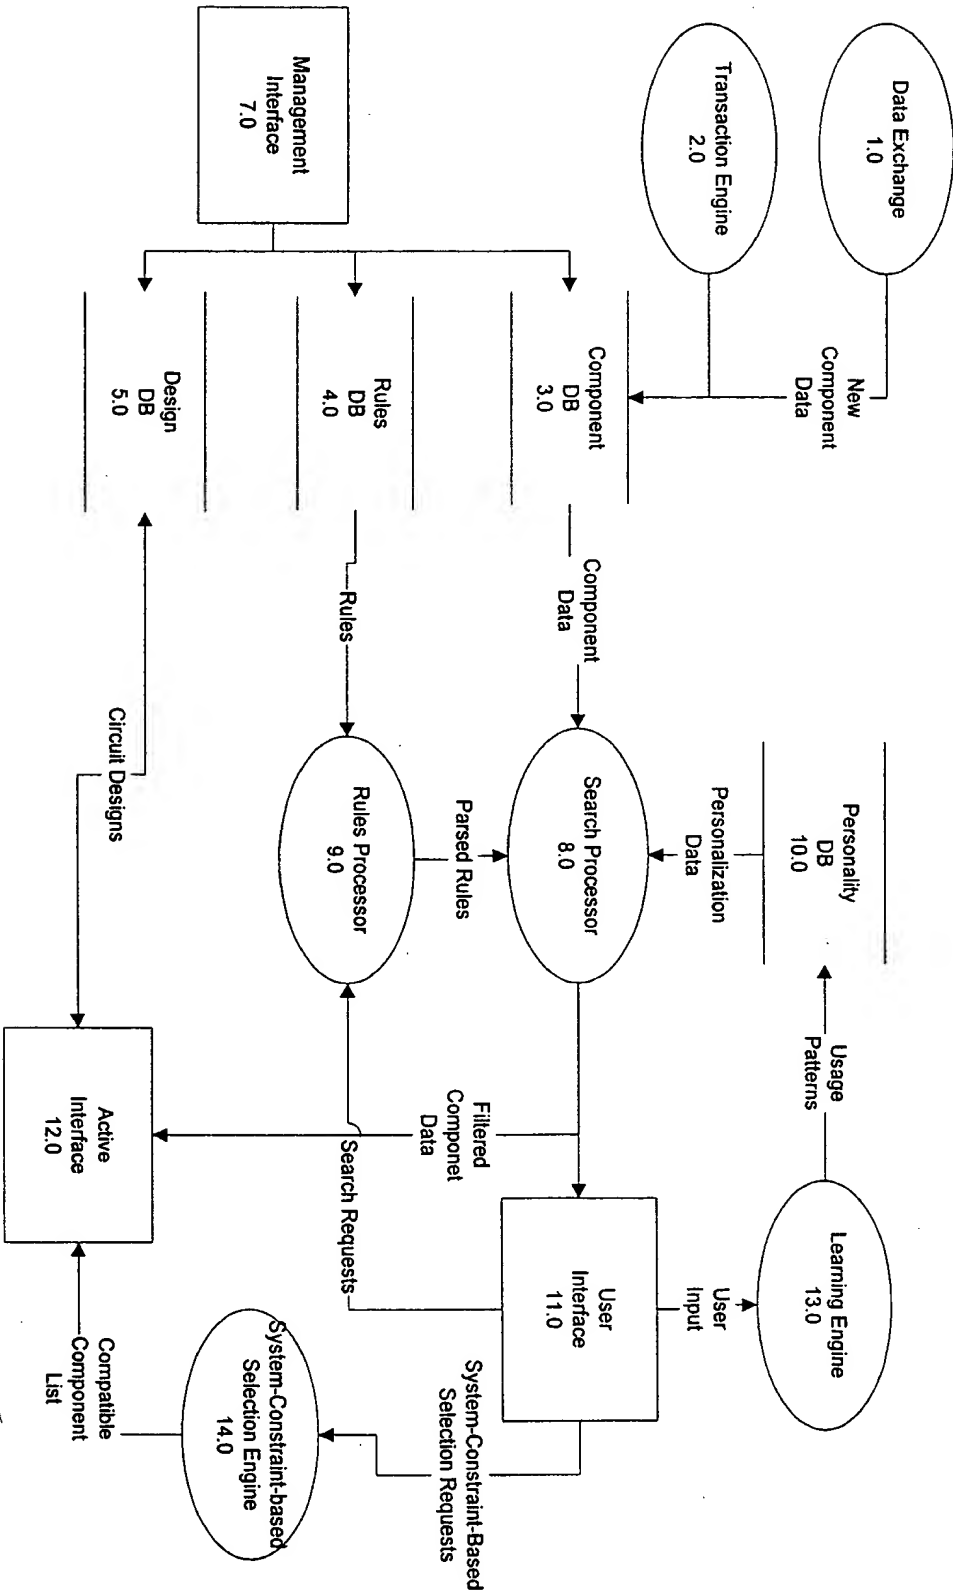 Data Exchange
1.0
Transaction Engine
2.0
New
Component
Data
Management
Interface
7.0
Component
DB
3.0
Rules
DB
4.0
Design
DB
5.0
Component
Data
Rules
Circuit Designs
Personality
DB
10.0
Personalization
Data
Search Processor
8.0
Parsed Rules
Rules Processor
9.0
Usage
Patterns
Filtered
Componet
Data
Search Requests
Active
Interface
12.0
Learning Engine
13.0
User
Input
User
Interface
11.0
System-Constraint-Based
Selection Requests
System-Constraint-based
Selection Engine
14.0
Compatible
Component
List